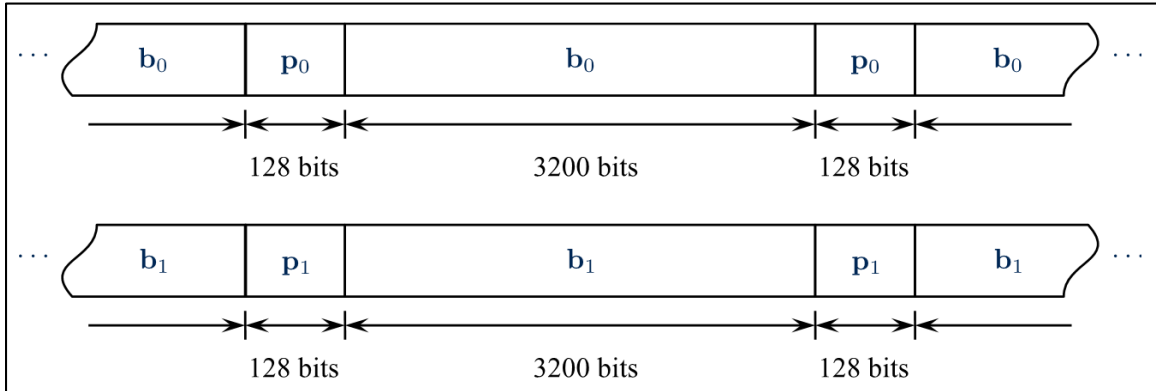 ··· b₀ p₀ b₀ p₀ b₀ ···
128 bits 3200 bits 128 bits
··· b₁ p₁ b₁ p₁ b₁ ···
128 bits 3200 bits 128 bits